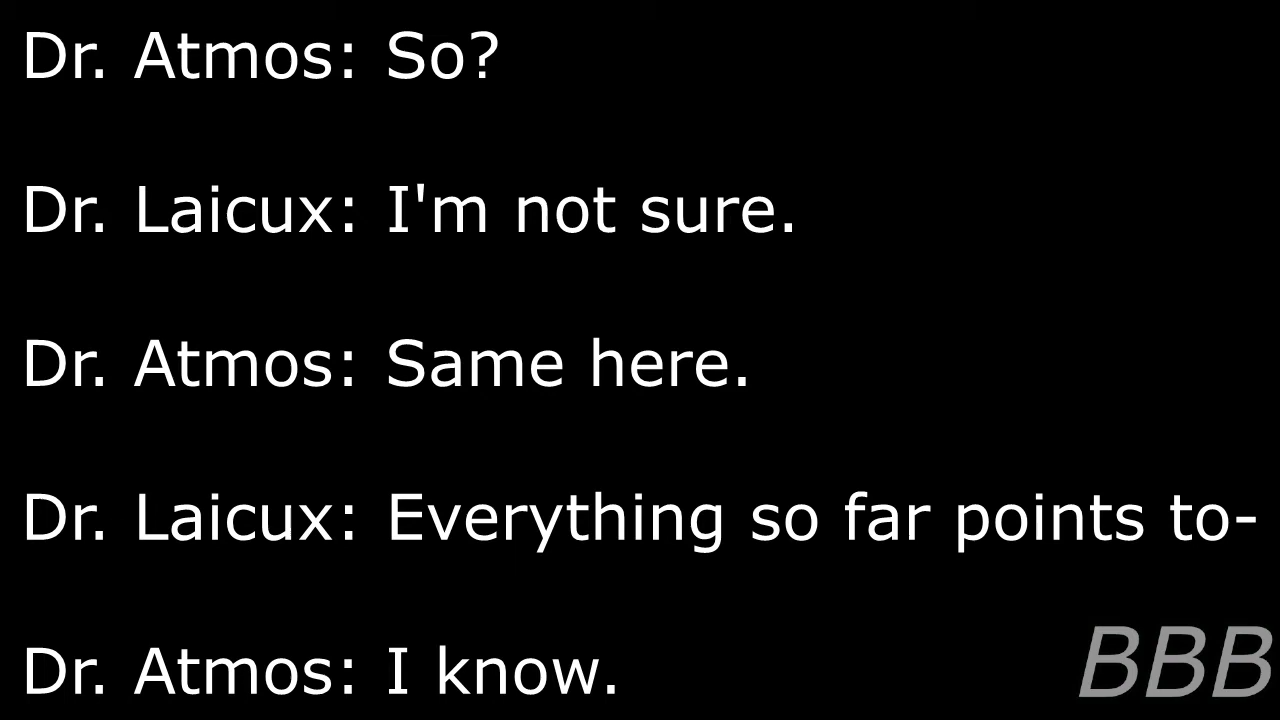 Dr. Atmos: So?
Dr. Laicux: I'm not sure.
Dr. Atmos: Same here.
Dr. Laicux: Everything so far points to-
Dr. Atmos: I know.
BBB